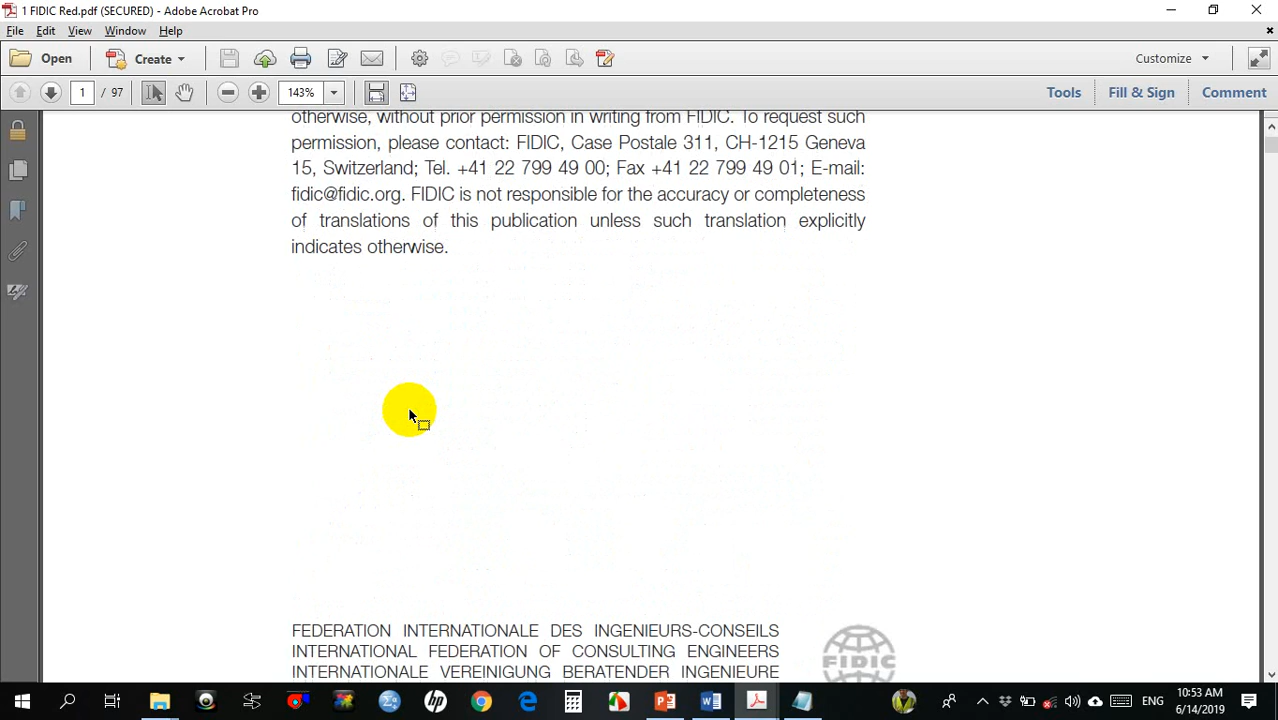 1 FIDIC Red.pdf (SECURED) - Adobe Acrobat Pro
File Edit View Window Help
Open Create Customize
1 / 97 143% Tools Fill & Sign Comment
otherwise, without prior permission in writing from FIDIC. To request such
permission, please contact: FIDIC, Case Postale 311, CH-1215 Geneva
15, Switzerland; Tel. +41 22 799 49 00; Fax +41 22 799 49 01; E-mail:
fidic@fidic.org. FIDIC is not responsible for the accuracy or completeness
of translations of this publication unless such translation explicitly
indicates otherwise.
FEDERATION INTERNATIONALE DES INGENIEURS-CONSEILS
INTERNATIONAL FEDERATION OF CONSULTING ENGINEERS
INTERNATIONALE VEREINIGUNG BERATENDER INGENIEURE
FIDIC
ENG
10:53 AM
6/14/2019